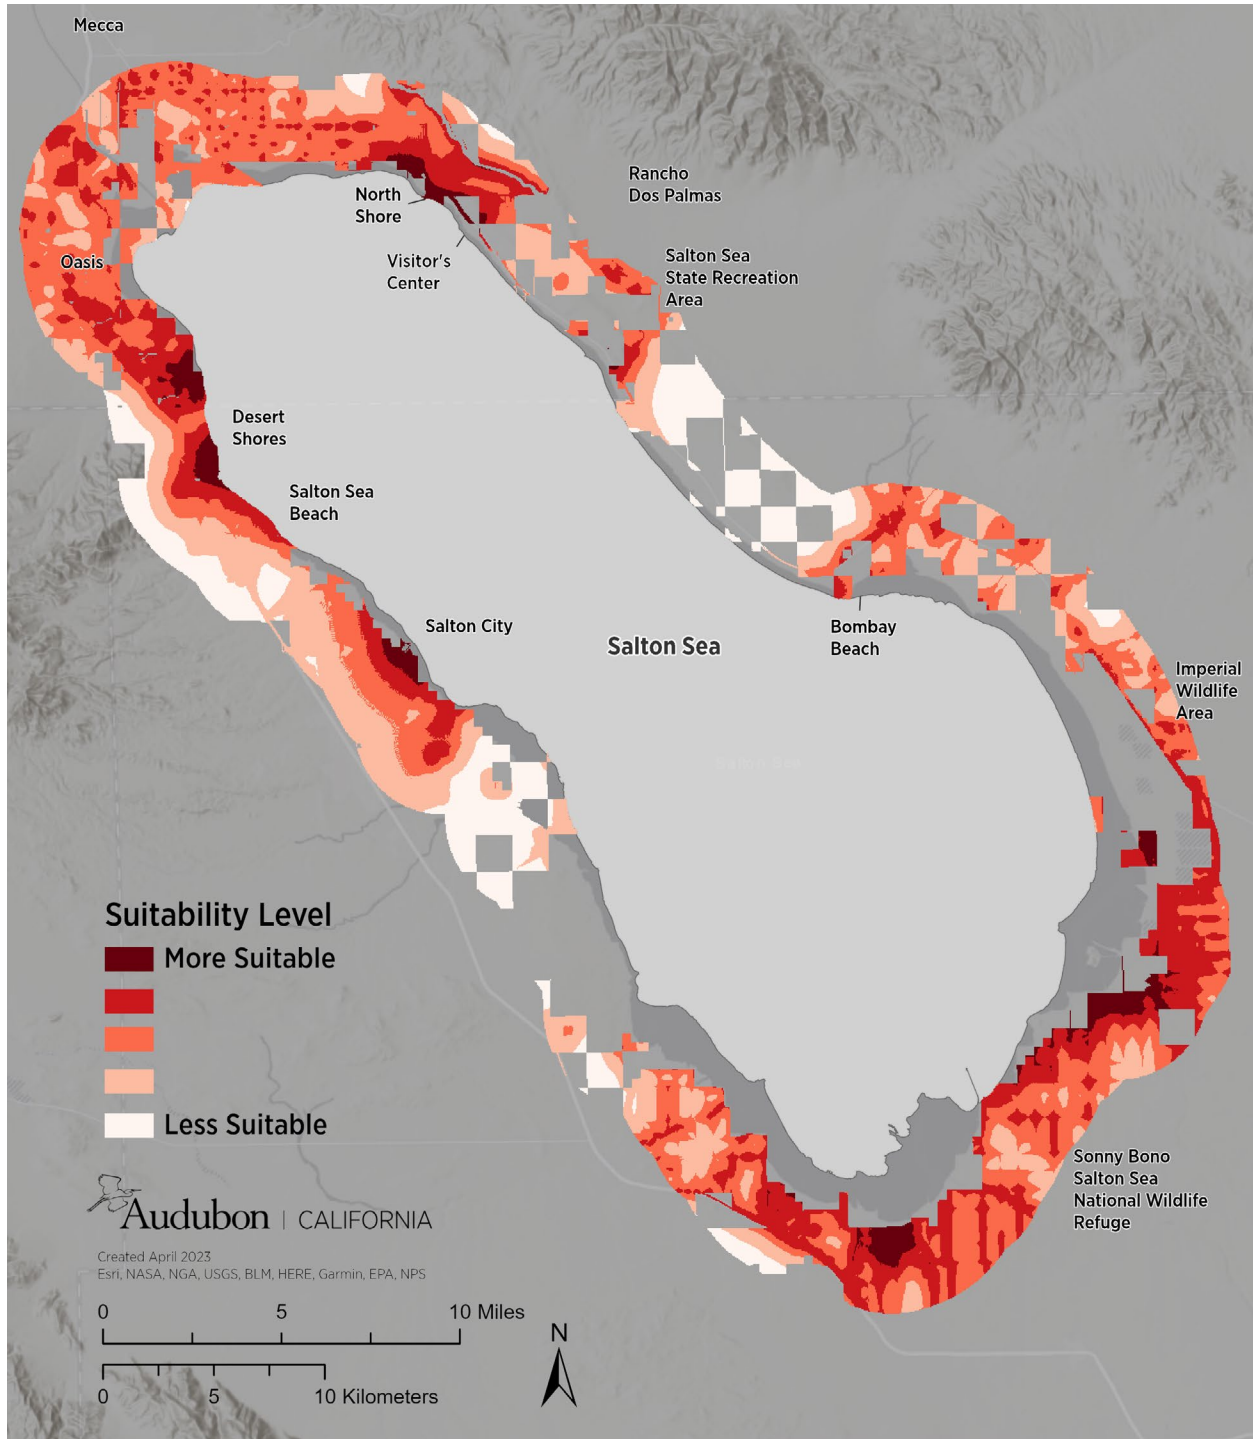 Mecca
Rancho
Dos Palmas
North
Shore
Visitor's
Center
Oasis
Salton Sea
State Recreation
Area
Desert
Shores
Salton Sea
Beach
Salton City
Salton Sea
Bombay
Beach
Imperial
Wildlife
Area
Suitability Level
More Suitable
Less Suitable
Sonny Bono
Salton Sea
National Wildlife
Refuge
Audubon | CALIFORNIA
Created April 2023
Esri, NASA, NGA, USGS, BLM, HERE, Garmin, EPA, NPS
0 5 10 Miles
N
0 5 10 Kilometers